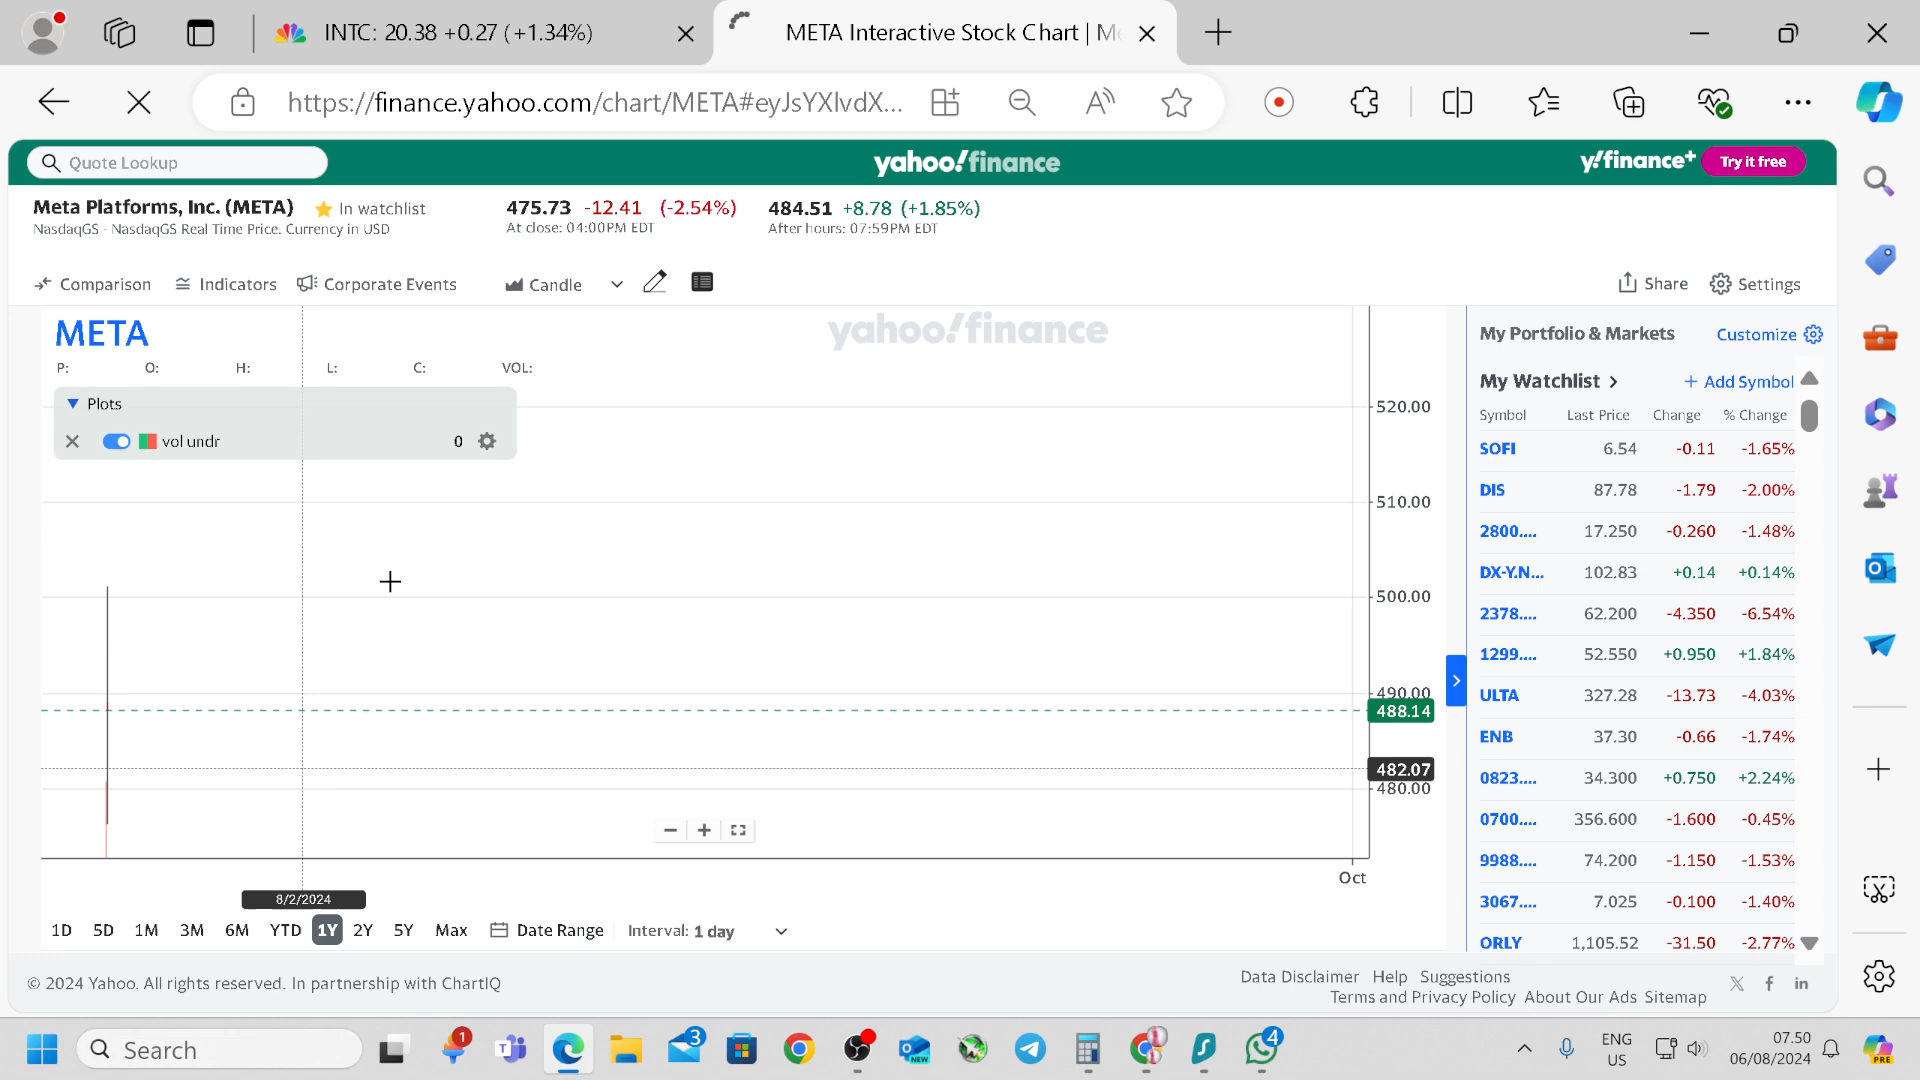 INTC: 20.38 +0.27 (+1.34%)
META Interactive Stock Chart | Me
https://finance.yahoo.com/chart/META#eyJsYXlvdX...
Quote Lookup
yahoo!finance
y!finance+ Try it free
Meta Platforms, Inc. (META) In watchlist
NasdaqGS - NasdaqGS Real Time Price. Currency in USD
475.73 -12.41 (-2.54%)
At close: 04:00PM EDT
484.51 +8.78 (+1.85%)
After hours: 07:59PM EDT
Comparison Indicators Corporate Events Candle
Share Settings
META
yahoo!finance
P: O: H: L: C: VOL:
Plots
vol undr 0
520.00
510.00
500.00
490.00
488.14
482.07
480.00
Oct
8/2/2024
1D 5D 1M 3M 6M YTD 1Y 2Y 5Y Max Date Range Interval: 1 day
My Portfolio & Markets Customize
My Watchlist + Add Symbol
Symbol Last Price Change % Change
SOFI 6.54 -0.11 -1.65%
DIS 87.78 -1.79 -2.00%
2800.... 17.250 -0.260 -1.48%
DX-Y.N... 102.83 +0.14 +0.14%
2378.... 62.200 -4.350 -6.54%
1299.... 52.550 +0.950 +1.84%
ULTA 327.28 -13.73 -4.03%
ENB 37.30 -0.66 -1.74%
0823.... 34.300 +0.750 +2.24%
0700.... 356.600 -1.600 -0.45%
9988.... 74.200 -1.150 -1.53%
3067.... 7.025 -0.100 -1.40%
ORLY 1,105.52 -31.50 -2.77%
© 2024 Yahoo. All rights reserved. In partnership with ChartIQ
Data Disclaimer Help Suggestions
Terms and Privacy Policy About Our Ads Sitemap
Search
1
3
NEW
4
ENG
US
07.50
06/08/2024
PRE